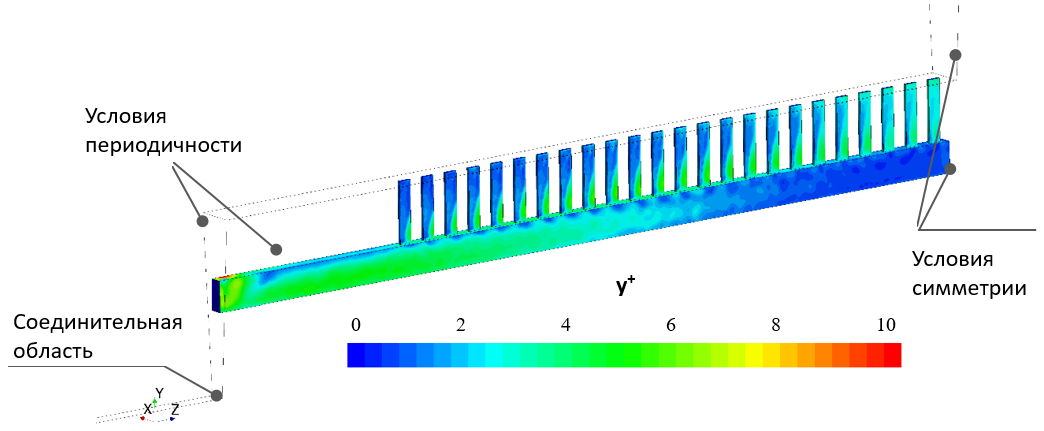 Условия
периодичности
y+
0 2 4 6 8 10
Условия
симметрии
Соединительная
область
Y
X Z